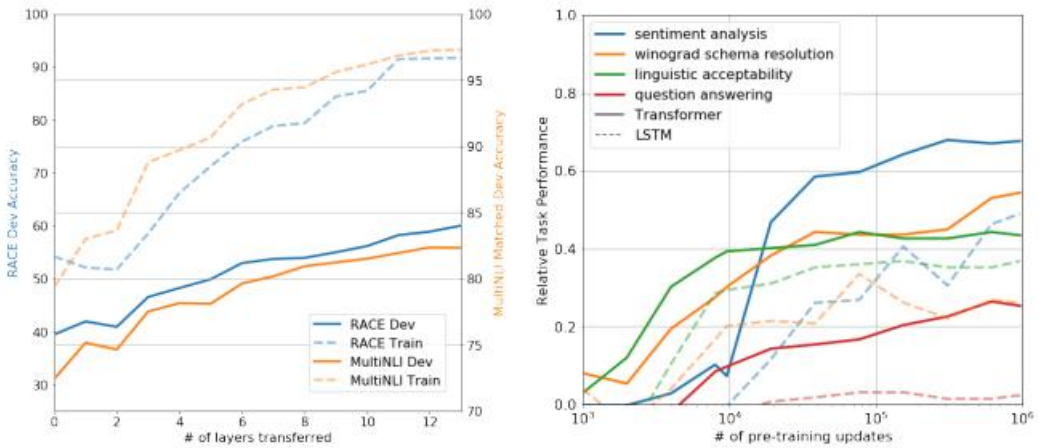 100
90
80
70
60
50
40
30
RACE Dev Accuracy
0
2
4
6
8
10
12
# of layers transferred
100
95
90
85
80
75
70
MultiNLI Matched Dev Accuracy
RACE Dev
RACE Train
MultiNLI Dev
MultiNLI Train
1.0
0.8
0.6
0.4
0.2
0.0
Relative Task Performance
10³
10⁴
10⁵
10⁶
# of pre-training updates
sentiment analysis
winograd schema resolution
linguistic acceptability
question answering
Transformer
LSTM